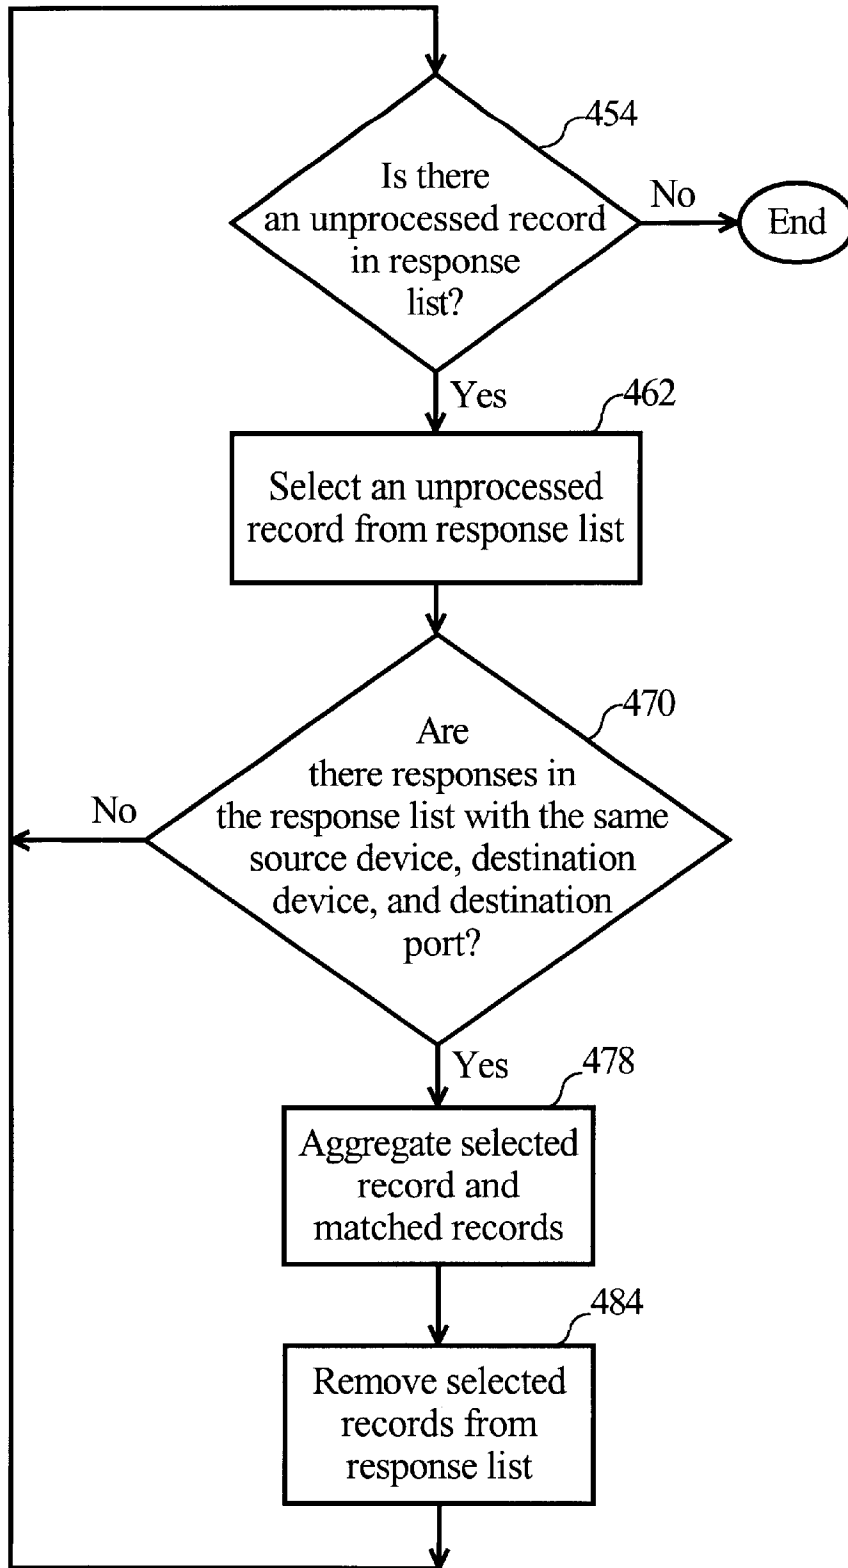 454
Is there
an unprocessed record
in response
list?
No
End
Yes
462
Select an unprocessed
record from response list
470
Are
there responses in
the response list with the same
source device, destination
device, and destination
port?
No
Yes
478
Aggregate selected
record and
matched records
484
Remove selected
records from
response list